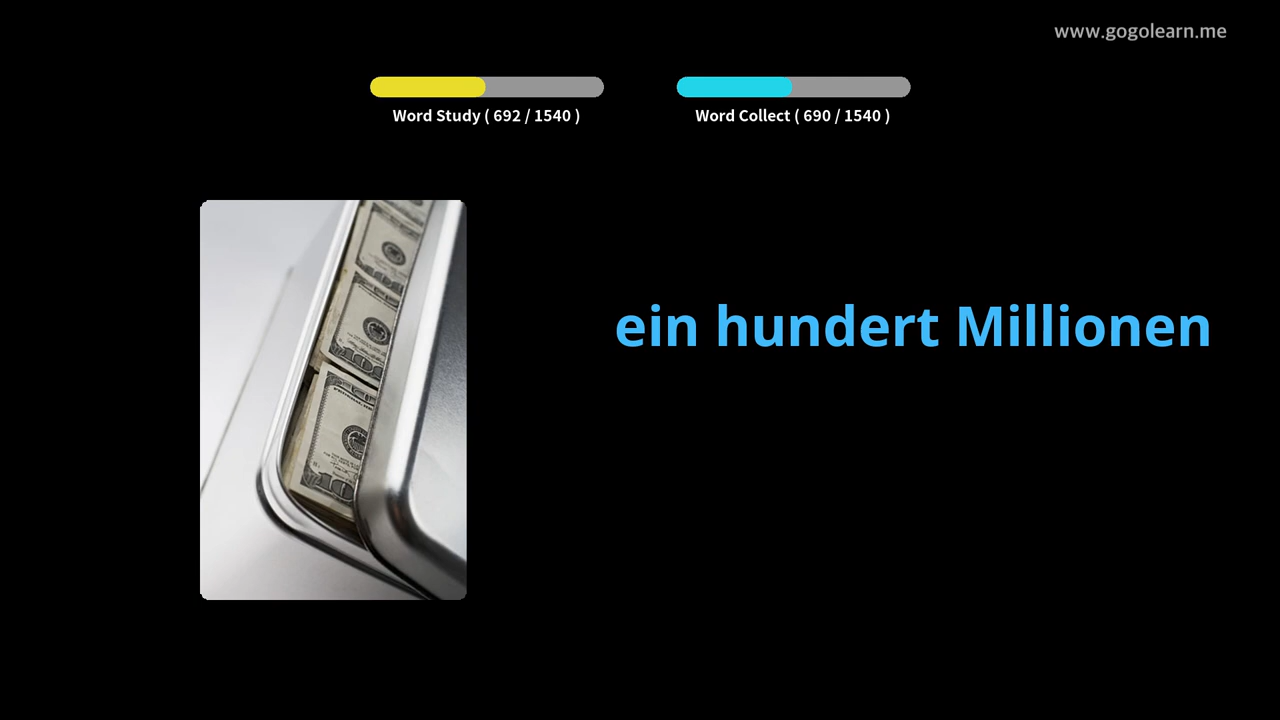 www.gogolearn.me
Word Study ( 692 / 1540 )
Word Collect ( 690 / 1540 )
ein hundert Millionen